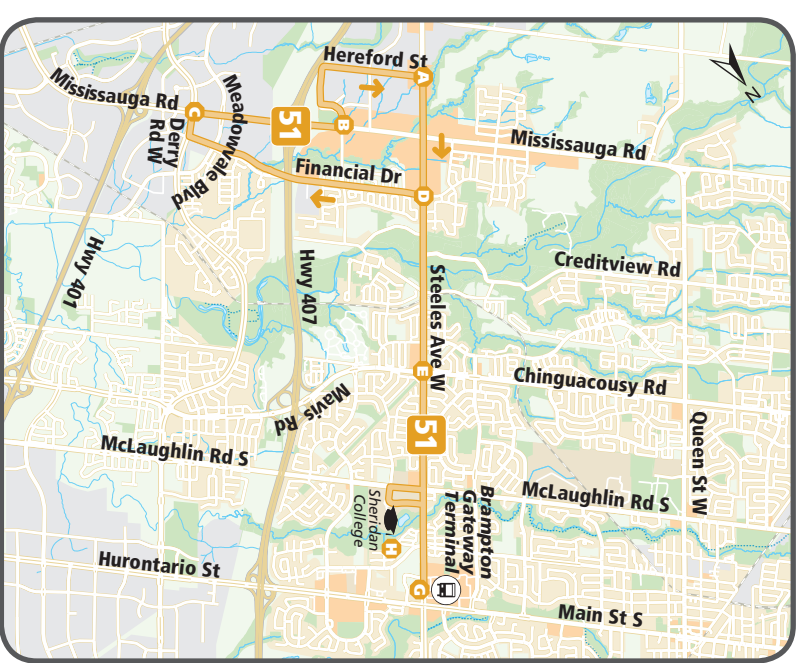 N
Hereford St
A
Mississauga Rd
C
Meadowvale Blvd
Derry
Rd W
51
B
Mississauga Rd
Financial Dr
D
Creditview Rd
Hwy 401
Hwy 407
Steeles Ave W
E
Chinguacousy Rd
Mavis Rd
51
Queen St W
McLaughlin Rd S
McLaughlin Rd S
Brampton
Gateway
Terminal
Sheridan
College
H
G
Hurontario St
Main St S